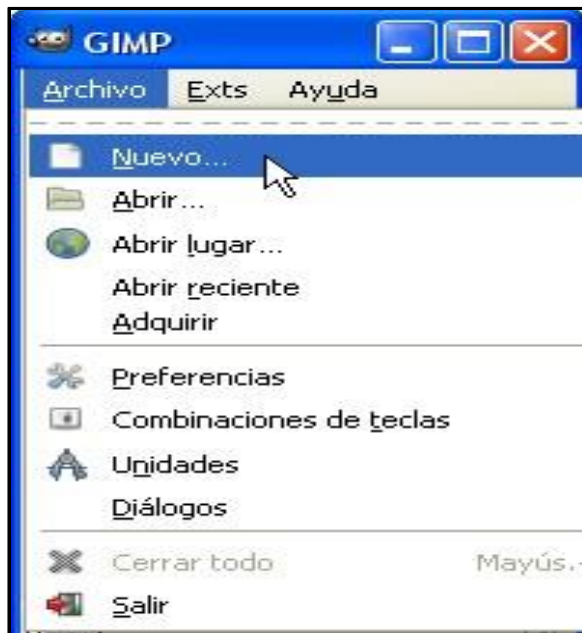 GIMP
Archivo Exts Ayuda
Nuevo...
Abrir...
Abrir lugar...
Abrir reciente
Adquirir
Preferencias
Combinaciones de teclas
Unidades
Diálogos
Cerrar todo Mayús.
Salir